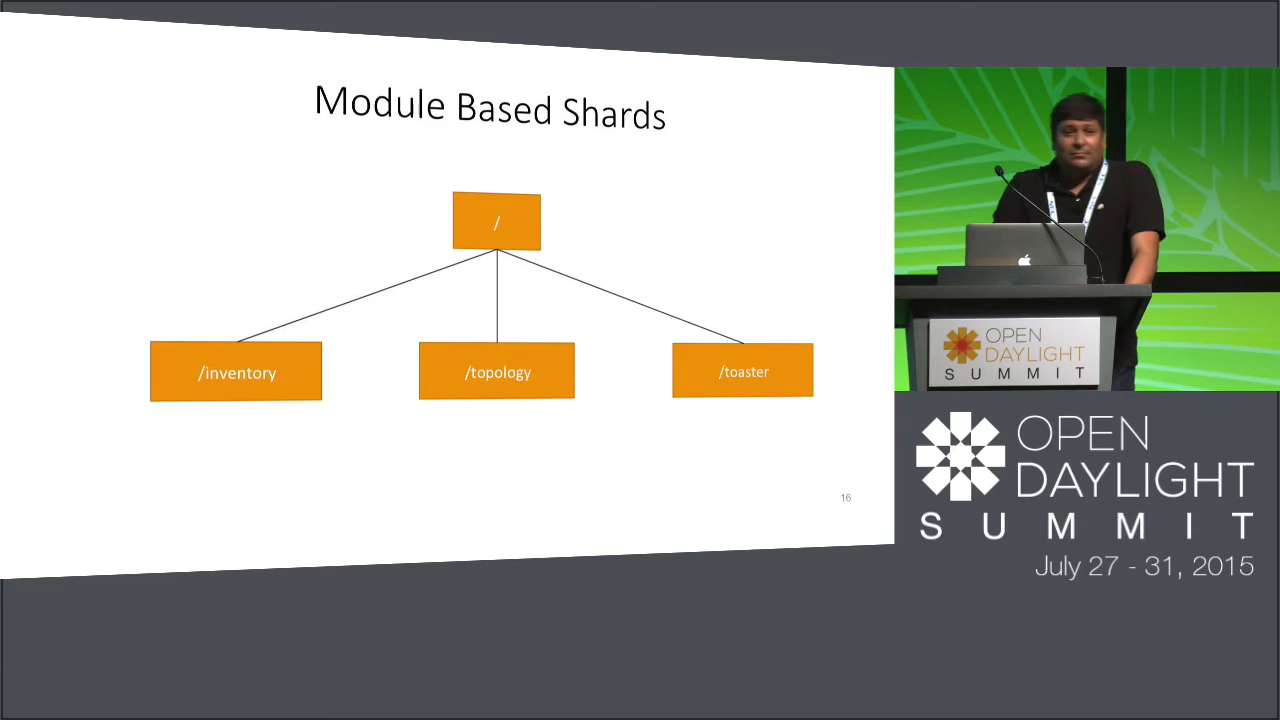 Module Based Shards
/
/inventory
/topology
/toaster
16
OPEN
DAYLIGHT
SUMMIT
OPEN
DAYLIGHT
SUMMIT
July 27 - 31, 2015